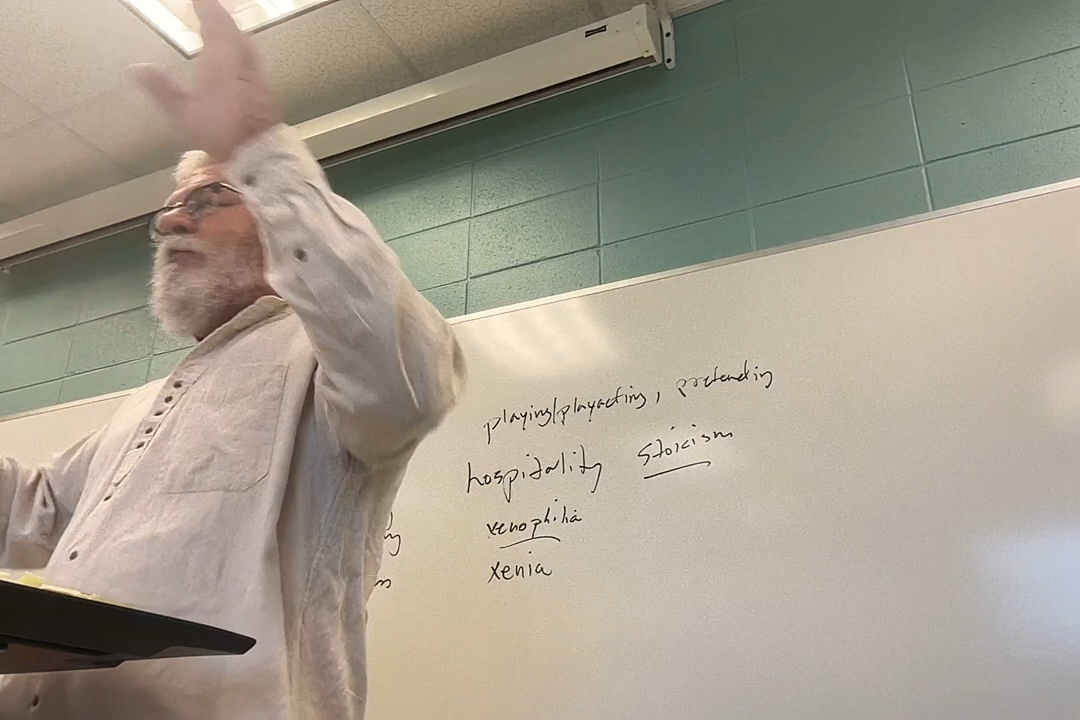 playing/playacting, pretending
hospitality stoicism
xenophilia
xenia